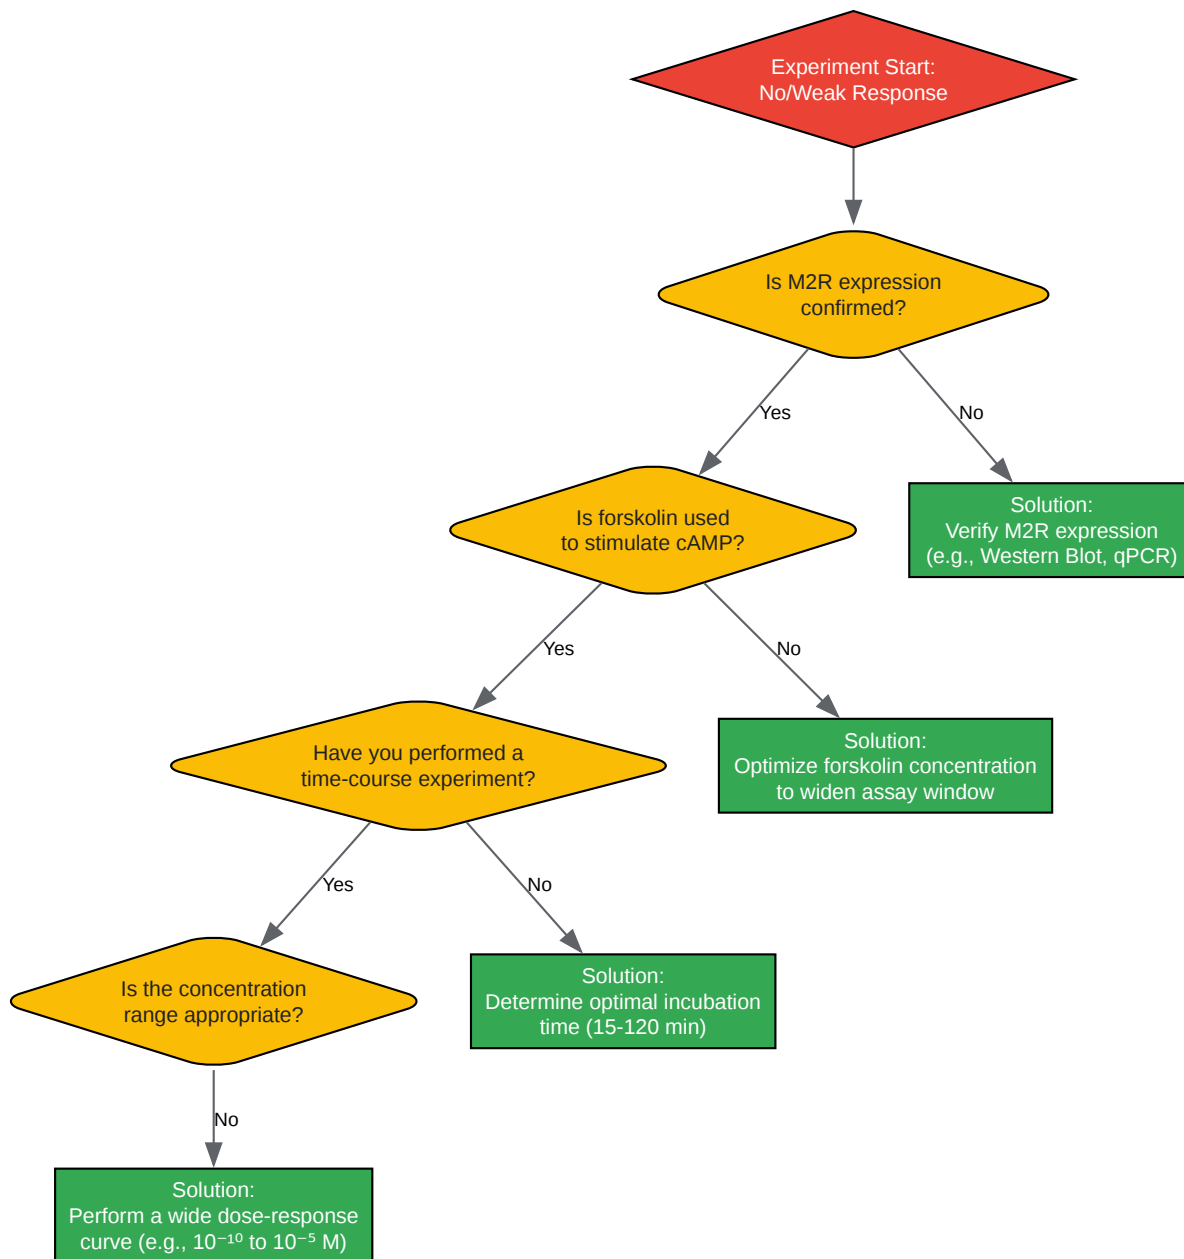 Experiment Start:
No/Weak Response
Is M2R expression
confirmed?
Yes
No
Is forskolin used
to stimulate cAMP?
Solution:
Verify M2R expression
(e.g., Western Blot, qPCR)
Yes
No
Have you performed a
time-course experiment?
Solution:
Optimize forskolin concentration
to widen assay window
Yes
No
Is the concentration
range appropriate?
Solution:
Determine optimal incubation
time (15-120 min)
No
Solution:
Perform a wide dose-response
curve (e.g., 10⁻¹⁰ to 10⁻⁵ M)